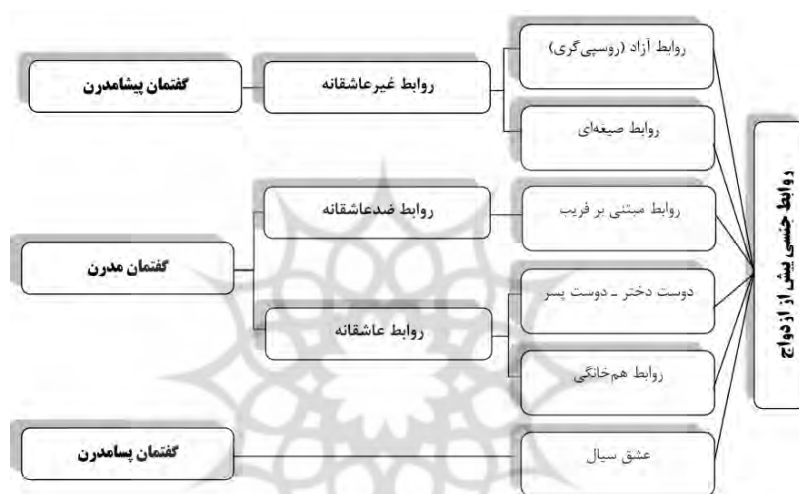 روابط جنسی پیش از ازدواج
روابط آزاد (روسپی‌گری)
روابط غیرعاشقانه
گفتمان پیشامدرن
روابط صیغه‌ای
روابط مبتنی بر فریب
روابط ضدعاشقانه
گفتمان مدرن
دوست دختر ـ دوست پسر
روابط عاشقانه
روابط هم‌خانگی
عشق سیال
گفتمان پسامدرن